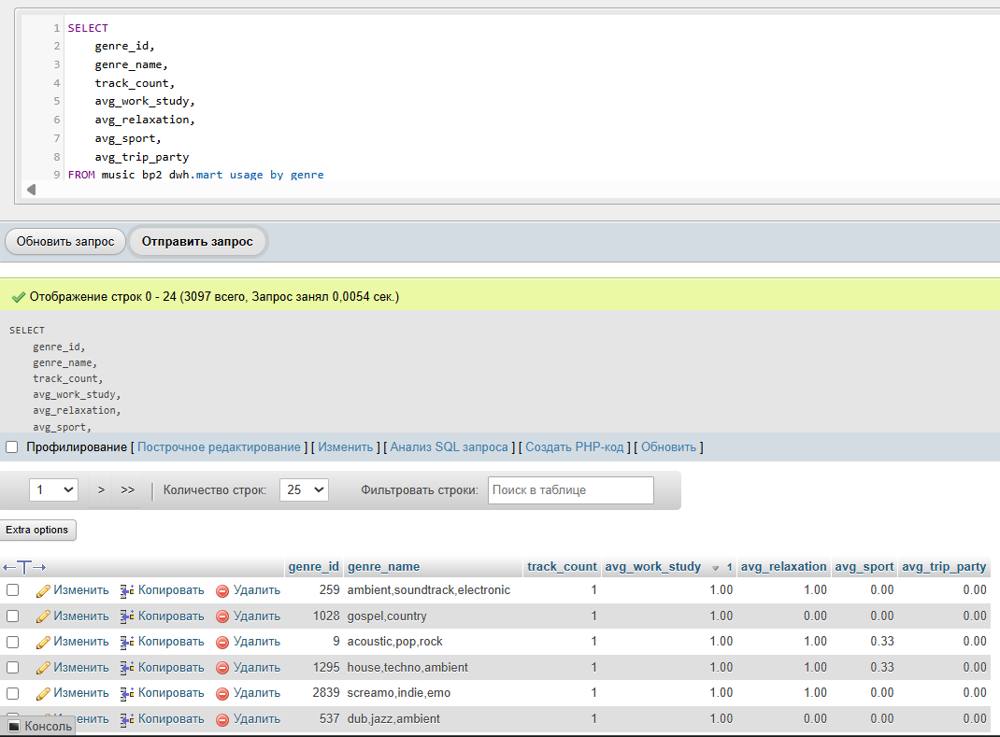 1 SELECT
2 genre_id,
3 genre_name,
4 track_count,
5 avg_work_study,
6 avg_relaxation,
7 avg_sport,
8 avg_trip_party
9 FROM music_bp2_dwh.mart_usage_by_genre
Обновить запрос Отправить запрос
Отображение строк 0 - 24 (3097 всего, Запрос занял 0,0054 сек.)
SELECT
genre_id,
genre_name,
track_count,
avg_work_study,
avg_relaxation,
avg_sport,
Профилирование [ Построчное редактирование ] [ Изменить ] [ Анализ SQL запроса ] [ Создать PHP-код ] [ Обновить ]
1 > >> | Количество строк: 25 Фильтровать строки: Поиск в таблице
Extra options
←T→ genre_id genre_name track_count avg_work_study 1 avg_relaxation avg_sport avg_trip_party
Изменить Копировать Удалить 259 ambient,soundtrack,electronic 1 1.00 1.00 0.00 0.00
Изменить Копировать Удалить 1028 gospel,country 1 1.00 0.00 0.00 0.00
Изменить Копировать Удалить 9 acoustic,pop,rock 1 1.00 1.00 0.33 0.00
Изменить Копировать Удалить 1295 house,techno,ambient 1 1.00 1.00 0.33 0.00
Изменить Копировать Удалить 2839 screamo,indie,emo 1 1.00 1.00 0.00 0.00
Изменить Копировать Удалить 537 dub,jazz,ambient 1 1.00 0.00 0.00 0.00
Консоль